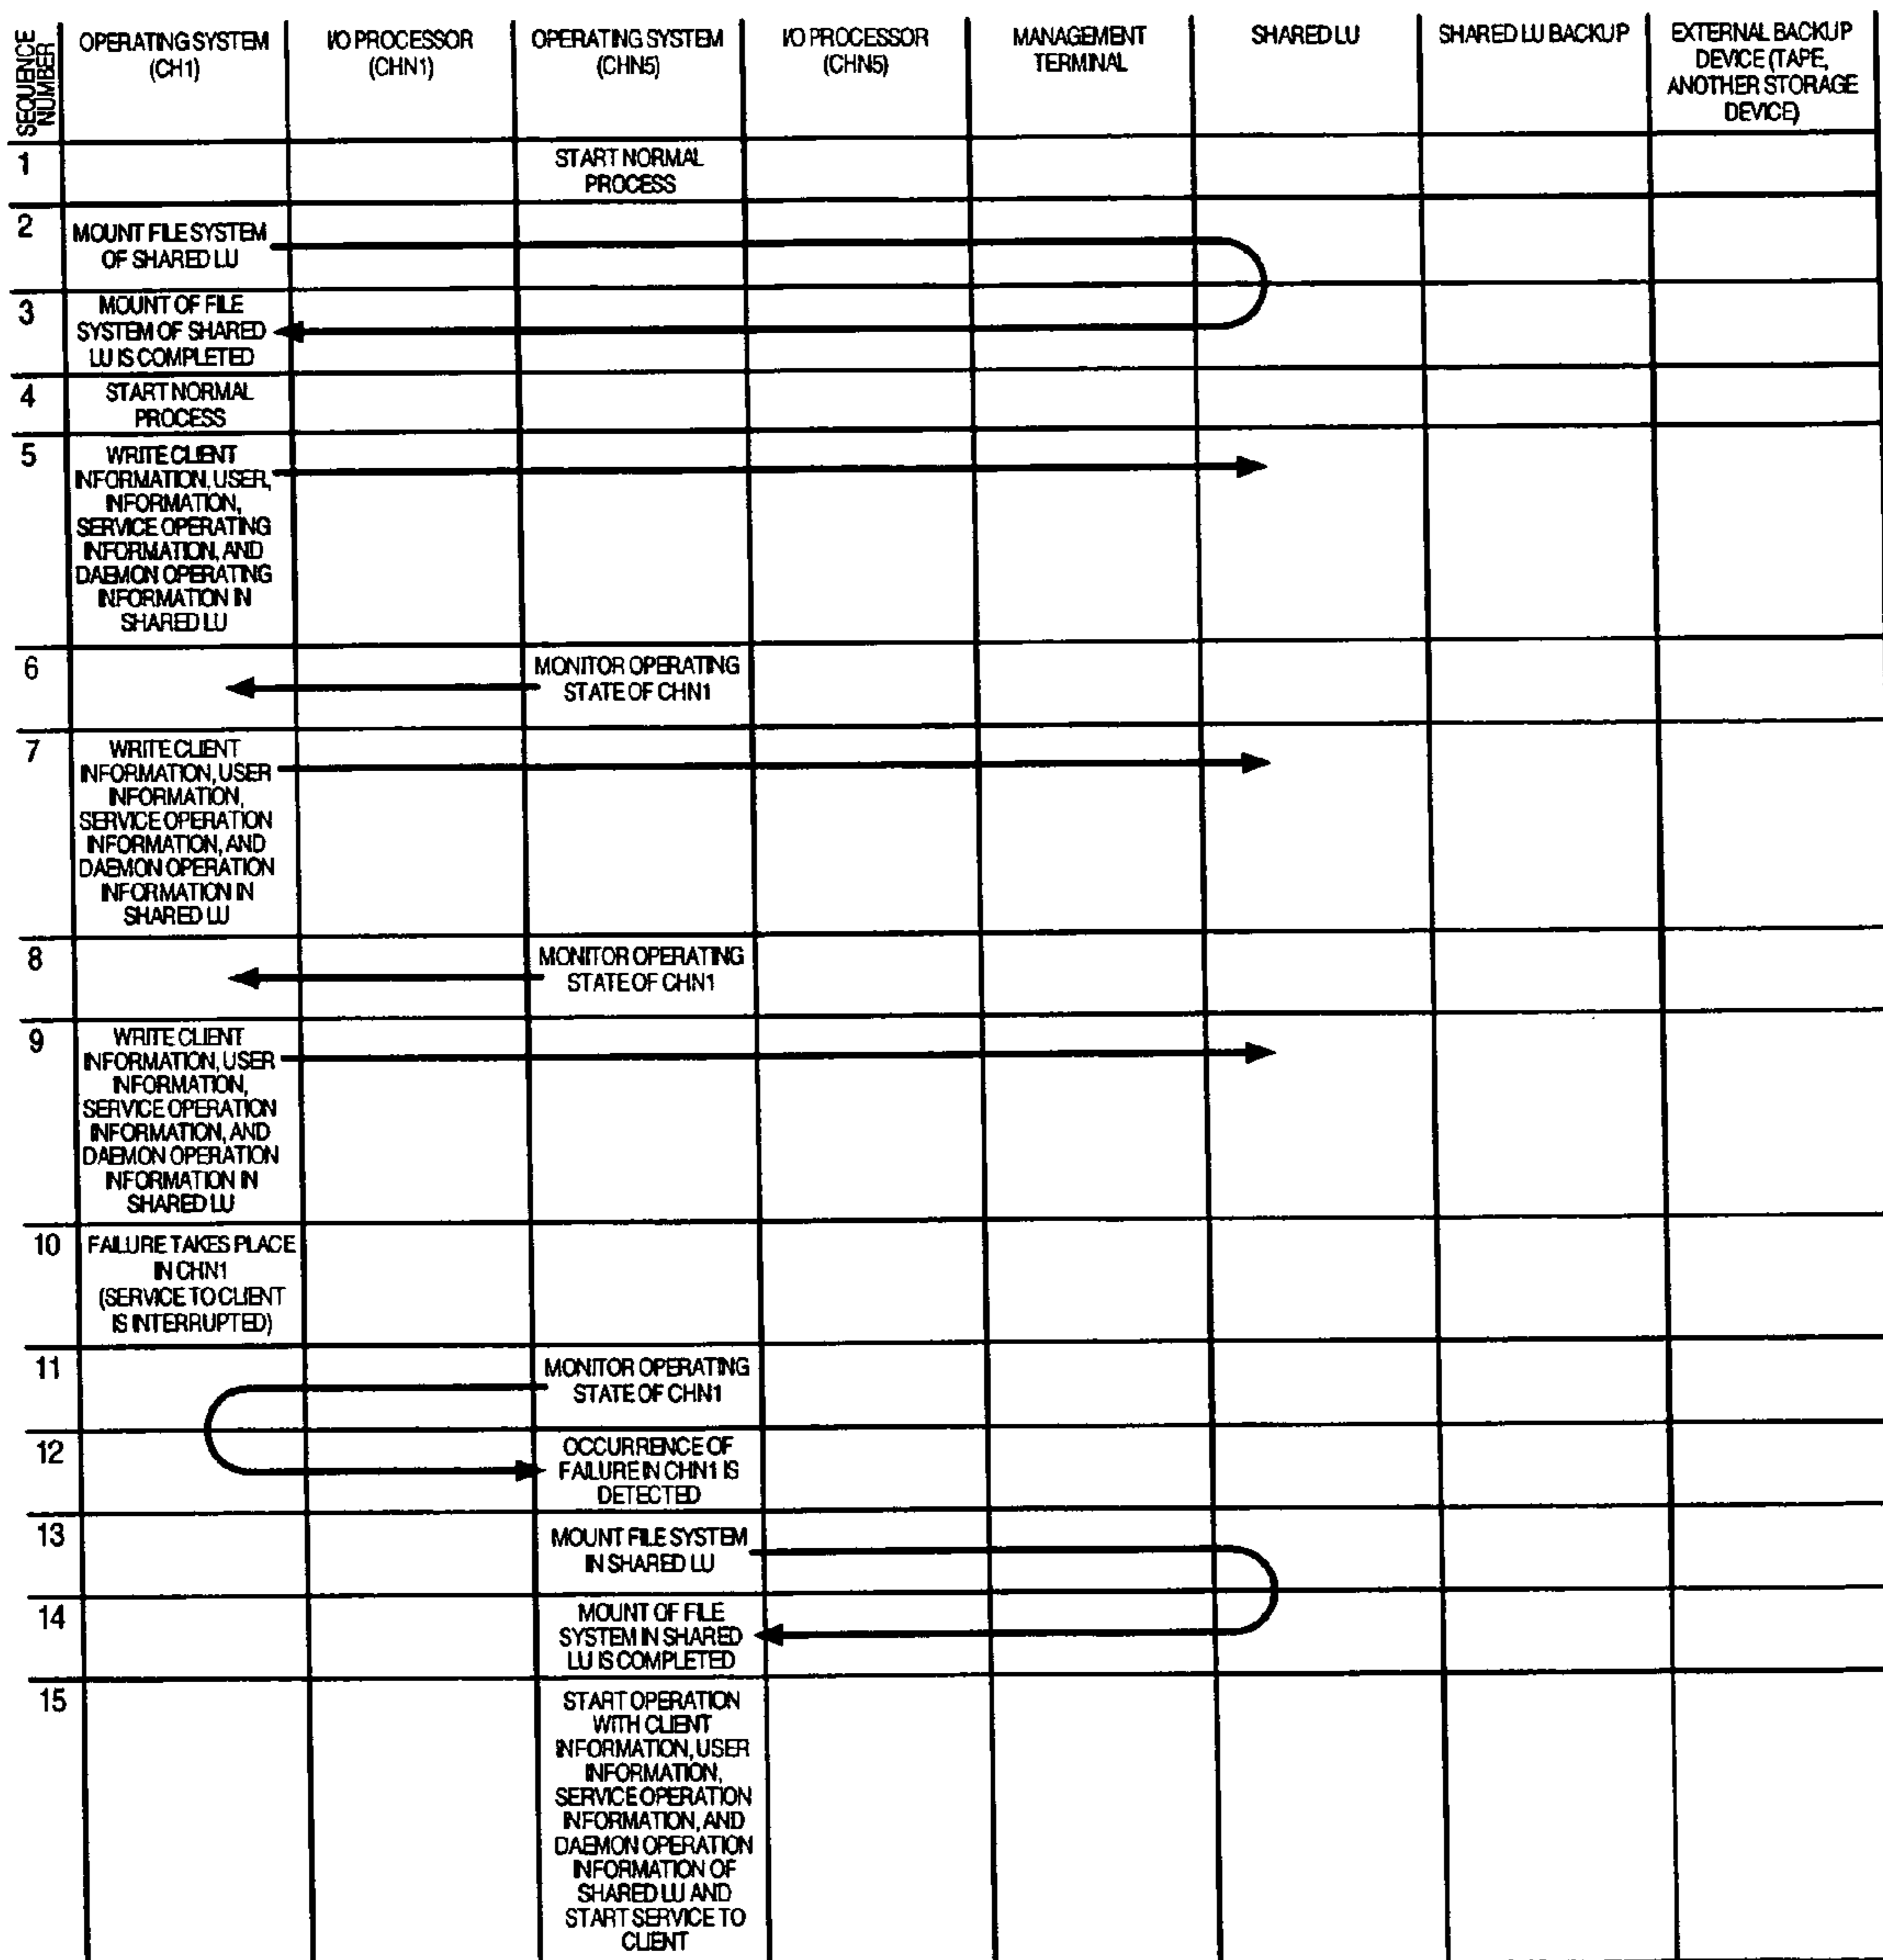 SEQUENCE
NUMBER
OPERATING SYSTEM
(CH1)
I/O PROCESSOR
(CHN1)
OPERATING SYSTEM
(CHN5)
I/O PROCESSOR
(CHN5)
MANAGEMENT
TERMINAL
SHARED LU
SHARED LU BACKUP
EXTERNAL BACKUP
DEVICE (TAPE,
ANOTHER STORAGE
DEVICE)
1
START NORMAL
PROCESS
2
MOUNT FILE SYSTEM
OF SHARED LU
3
MOUNT OF FILE
SYSTEM OF SHARED
LU IS COMPLETED
4
START NORMAL
PROCESS
5
WRITE CLIENT
INFORMATION, USER,
INFORMATION,
SERVICE OPERATING
INFORMATION, AND
DAEMON OPERATING
INFORMATION IN
SHARED LU
6
MONITOR OPERATING
STATE OF CHN1
7
WRITE CLIENT
INFORMATION, USER
INFORMATION,
SERVICE OPERATION
INFORMATION, AND
DAEMON OPERATION
INFORMATION IN
SHARED LU
8
MONITOR OPERATING
STATE OF CHN1
9
WRITE CLIENT
INFORMATION, USER
INFORMATION,
SERVICE OPERATION
INFORMATION, AND
DAEMON OPERATION
INFORMATION IN
SHARED LU
10
FAILURE TAKES PLACE
IN CHN1
(SERVICE TO CLIENT
IS INTERRUPTED)
11
MONITOR OPERATING
STATE OF CHN1
12
OCCURRENCE OF
FAILURE IN CHN1 IS
DETECTED
13
MOUNT FILE SYSTEM
IN SHARED LU
14
MOUNT OF FILE
SYSTEM IN SHARED
LU IS COMPLETED
15
START OPERATION
WITH CLIENT
INFORMATION, USER
INFORMATION,
SERVICE OPERATION
INFORMATION, AND
DAEMON OPERATION
INFORMATION OF
SHARED LU AND
START SERVICE TO
CLIENT